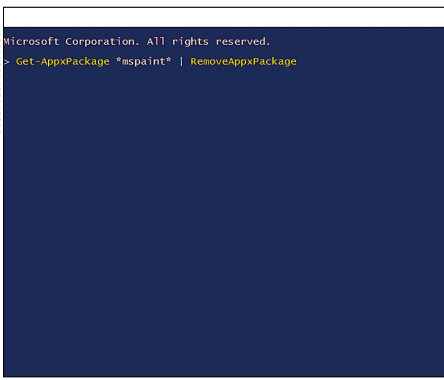 Microsoft Corporation. All rights reserved.
> Get-AppxPackage *mspaint* | RemoveAppxPackage